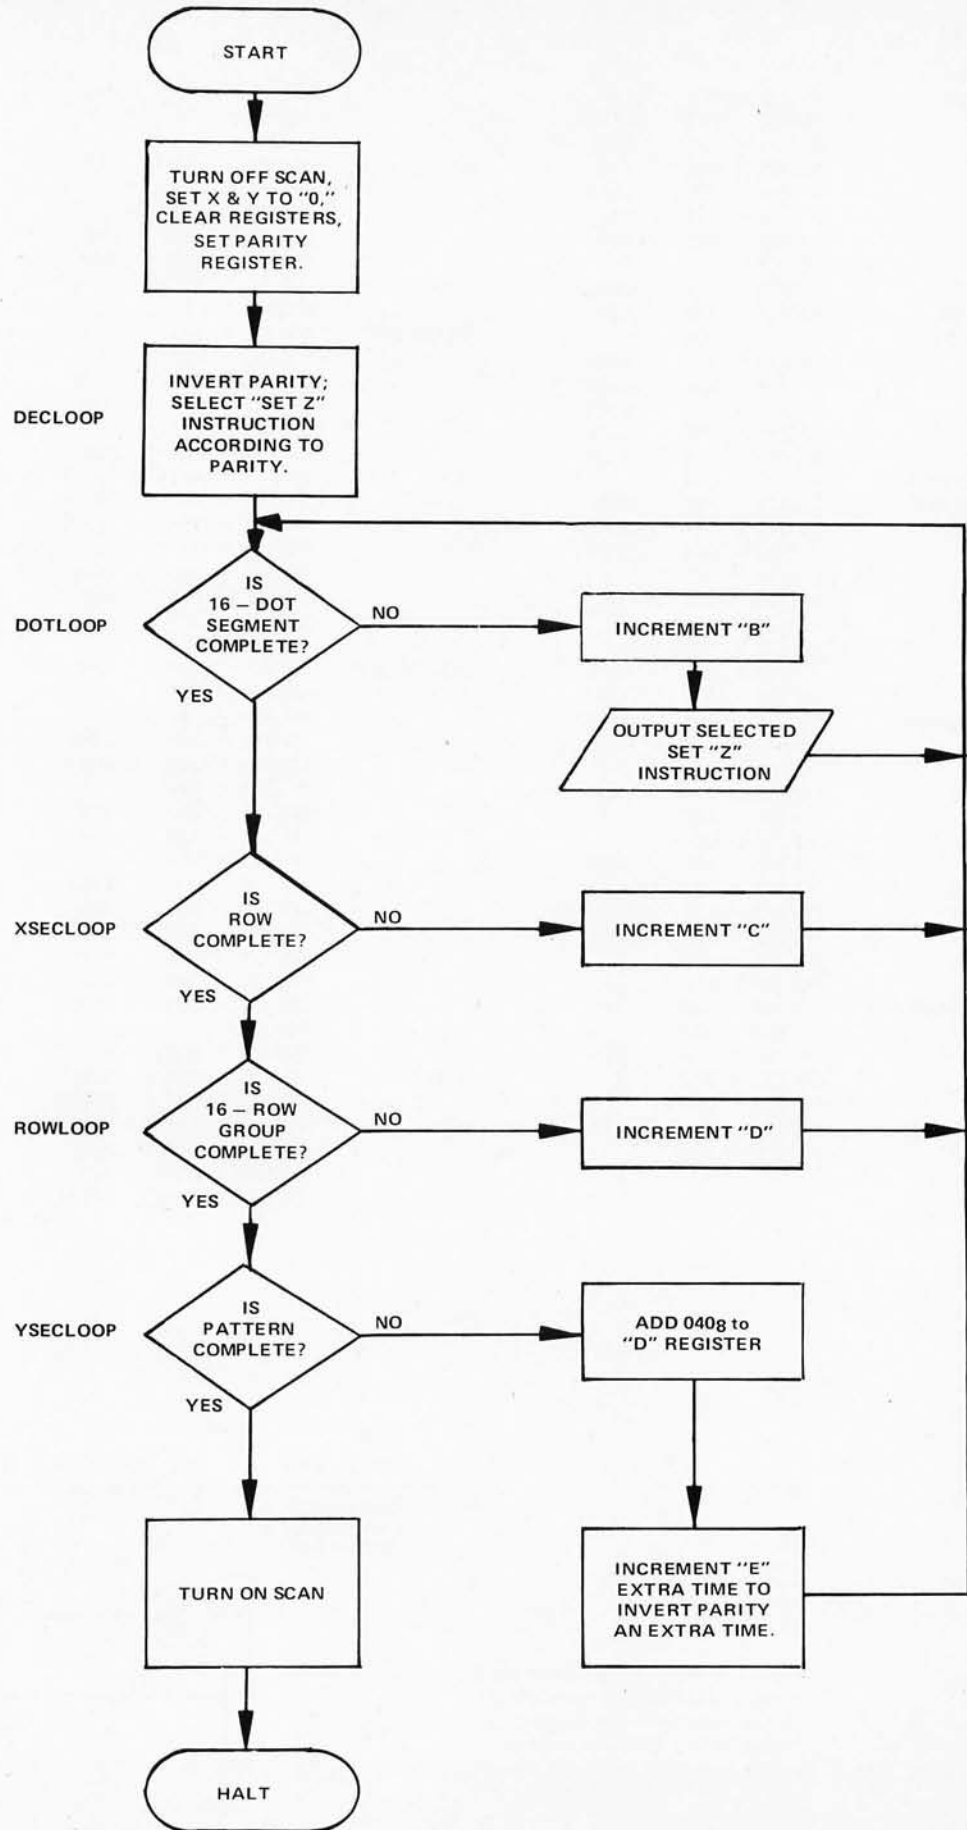 START
TURN OFF SCAN,
SET X & Y TO "0,"
CLEAR REGISTERS,
SET PARITY
REGISTER.
DECLOOP
INVERT PARITY;
SELECT "SET Z"
INSTRUCTION
ACCORDING TO
PARITY.
DOTLOOP
IS
16 – DOT
SEGMENT
COMPLETE?
NO
YES
INCREMENT "B"
OUTPUT SELECTED
SET "Z"
INSTRUCTION
XSECLOOP
IS
ROW
COMPLETE?
NO
YES
INCREMENT "C"
ROWLOOP
IS
16 – ROW
GROUP
COMPLETE?
NO
YES
INCREMENT "D"
YSECLOOP
IS
PATTERN
COMPLETE?
NO
YES
ADD 040₈ to
"D" REGISTER
INCREMENT "E"
EXTRA TIME TO
INVERT PARITY
AN EXTRA TIME.
TURN ON SCAN
HALT